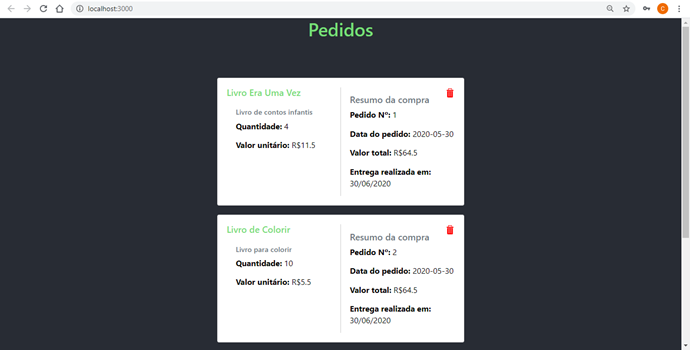 localhost:3000
C
Pedidos
Livro Era Uma Vez
Livro de contos infantis
Quantidade: 4
Valor unitário: R$11.5
Resumo da compra
Pedido Nº: 1
Data do pedido: 2020-05-30
Valor total: R$64.5
Entrega realizada em:
30/06/2020
Livro de Colorir
Livro para colorir
Quantidade: 10
Valor unitário: R$5.5
Resumo da compra
Pedido Nº: 2
Data do pedido: 2020-05-30
Valor total: R$64.5
Entrega realizada em:
30/06/2020